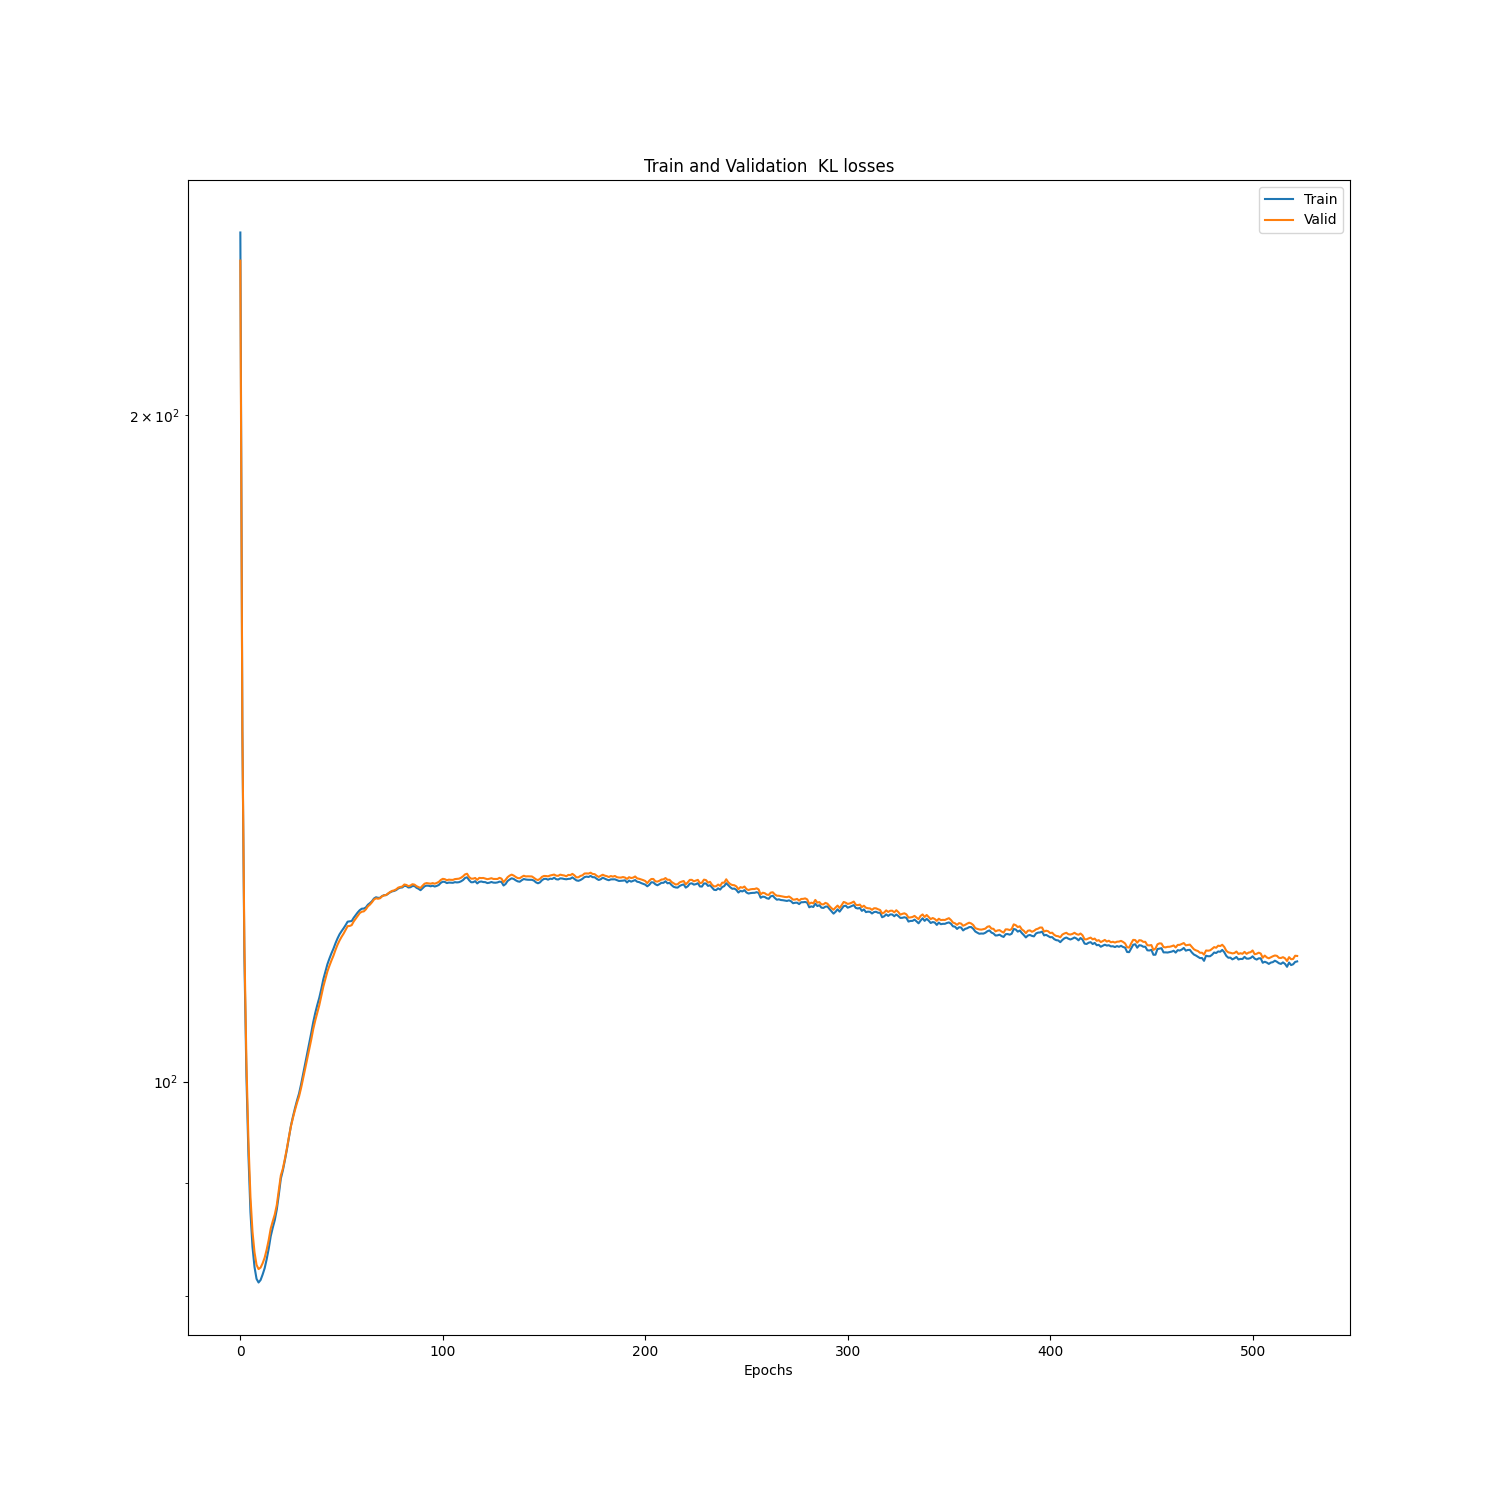 Train and Validation  KL losses
Train
Valid
2 × 10²
10²
0 100 200 300 400 500
Epochs